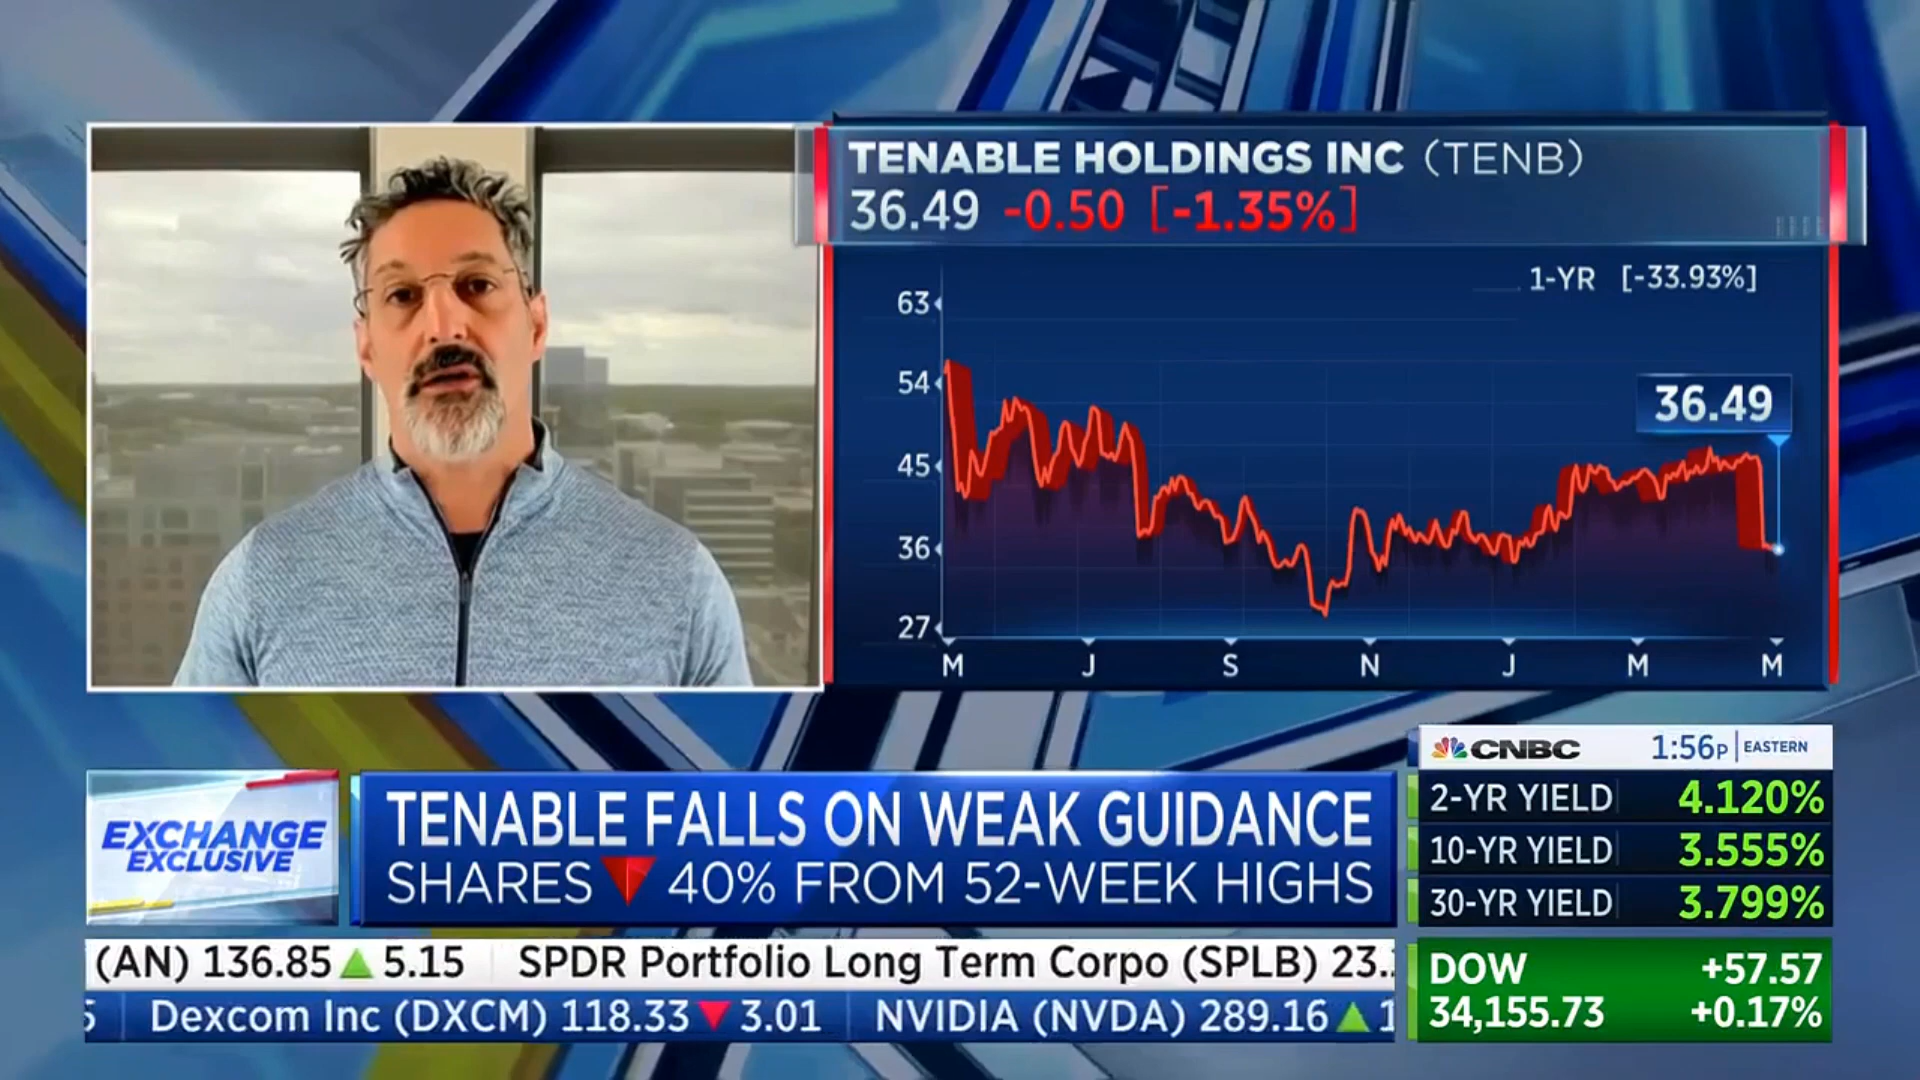 TENABLE HOLDINGS INC (TENB)
36.49 -0.50 [-1.35%]
1-YR [-33.93%]
63
54
36.49
45
36
27
M J S N J M M
CNBC 1:56P EASTERN
2-YR YIELD 4.120%
10-YR YIELD 3.555%
30-YR YIELD 3.799%
EXCHANGE
EXCLUSIVE
TENABLE FALLS ON WEAK GUIDANCE
SHARES ▼ 40% FROM 52-WEEK HIGHS
(AN) 136.85 ▲ 5.15 SPDR Portfolio Long Term Corpo (SPLB) 23.
Dexcom Inc (DXCM) 118.33 ▼ 3.01 NVIDIA (NVDA) 289.16 ▲ 1
DOW +57.57
34,155.73 +0.17%